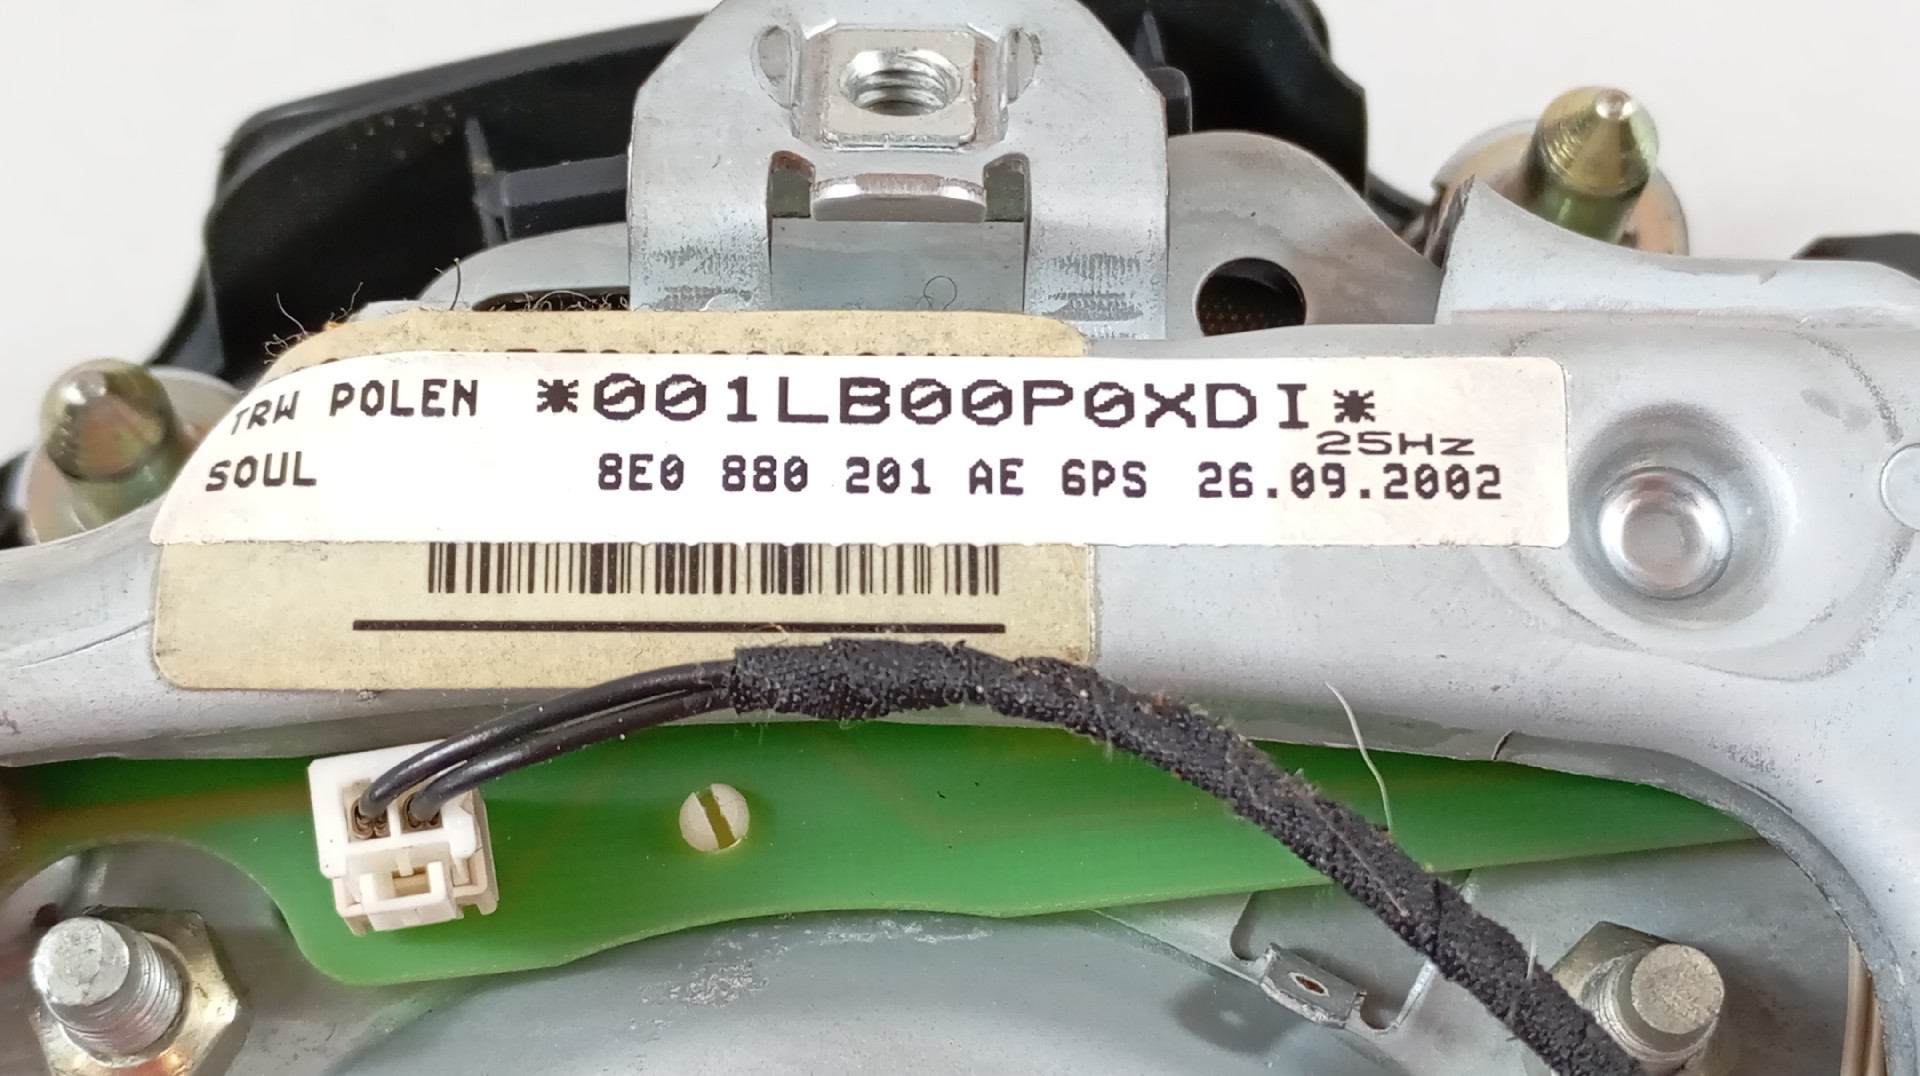 TRW POLEN *001LB00P0XDI*
25Hz
SOUL 8E0 880 201 AE 6PS 26.09.2002